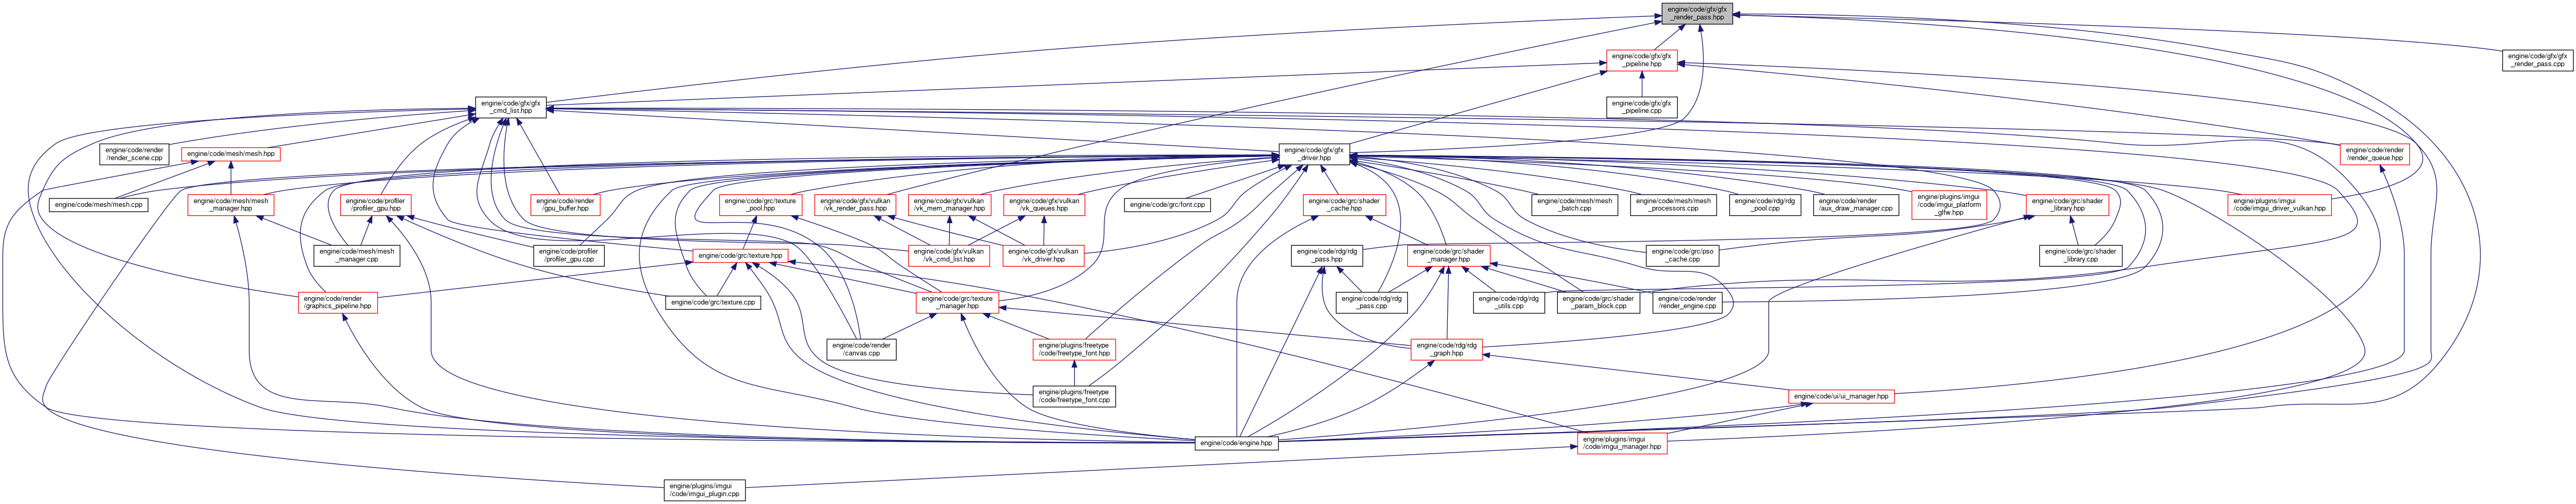 engine/code/gfx/gfx
_render_pass.hpp
engine/code/gfx/gfx
_pipeline.hpp
engine/code/gfx/gfx
_render_pass.cpp
engine/code/gfx/gfx
_cmd_list.hpp
engine/code/gfx/gfx
_pipeline.cpp
engine/code/render
/render_scene.cpp
engine/code/mesh/mesh.hpp
engine/code/gfx/gfx
_driver.hpp
engine/code/render
/render_queue.hpp
engine/code/mesh/mesh.cpp
engine/code/mesh/mesh
_manager.hpp
engine/code/profiler
/profiler_gpu.hpp
engine/code/render
/gpu_buffer.hpp
engine/code/grc/texture
_pool.hpp
engine/code/gfx/vulkan
/vk_render_pass.hpp
engine/code/gfx/vulkan
/vk_mem_manager.hpp
engine/code/gfx/vulkan
/vk_queues.hpp
engine/code/grc/font.cpp
engine/code/grc/shader
_cache.hpp
engine/code/mesh/mesh
_batch.cpp
engine/code/mesh/mesh
_processors.cpp
engine/code/rdg/rdg
_pool.cpp
engine/code/render
/aux_draw_manager.cpp
engine/plugins/imgui
/code/imgui_platform
_glfw.hpp
engine/code/grc/shader
_library.hpp
engine/plugins/imgui
/code/imgui_driver_vulkan.hpp
engine/code/mesh/mesh
_manager.cpp
engine/code/profiler
/profiler_gpu.cpp
engine/code/grc/texture.hpp
engine/code/gfx/vulkan
/vk_cmd_list.hpp
engine/code/gfx/vulkan
/vk_driver.hpp
engine/code/rdg/rdg
_pass.hpp
engine/code/grc/shader
_manager.hpp
engine/code/grc/pso
_cache.cpp
engine/code/grc/shader
_library.cpp
engine/code/render
/graphics_pipeline.hpp
engine/code/grc/texture.cpp
engine/code/grc/texture
_manager.hpp
engine/code/rdg/rdg
_pass.cpp
engine/code/rdg/rdg
_utils.cpp
engine/code/grc/shader
_param_block.cpp
engine/code/render
/render_engine.cpp
engine/code/render
/canvas.cpp
engine/plugins/freetype
/code/freetype_font.hpp
engine/code/rdg/rdg
_graph.hpp
engine/plugins/freetype
/code/freetype_font.cpp
engine/code/ui/ui_manager.hpp
engine/code/engine.hpp
engine/plugins/imgui
/code/imgui_manager.hpp
engine/plugins/imgui
/code/imgui_plugin.cpp